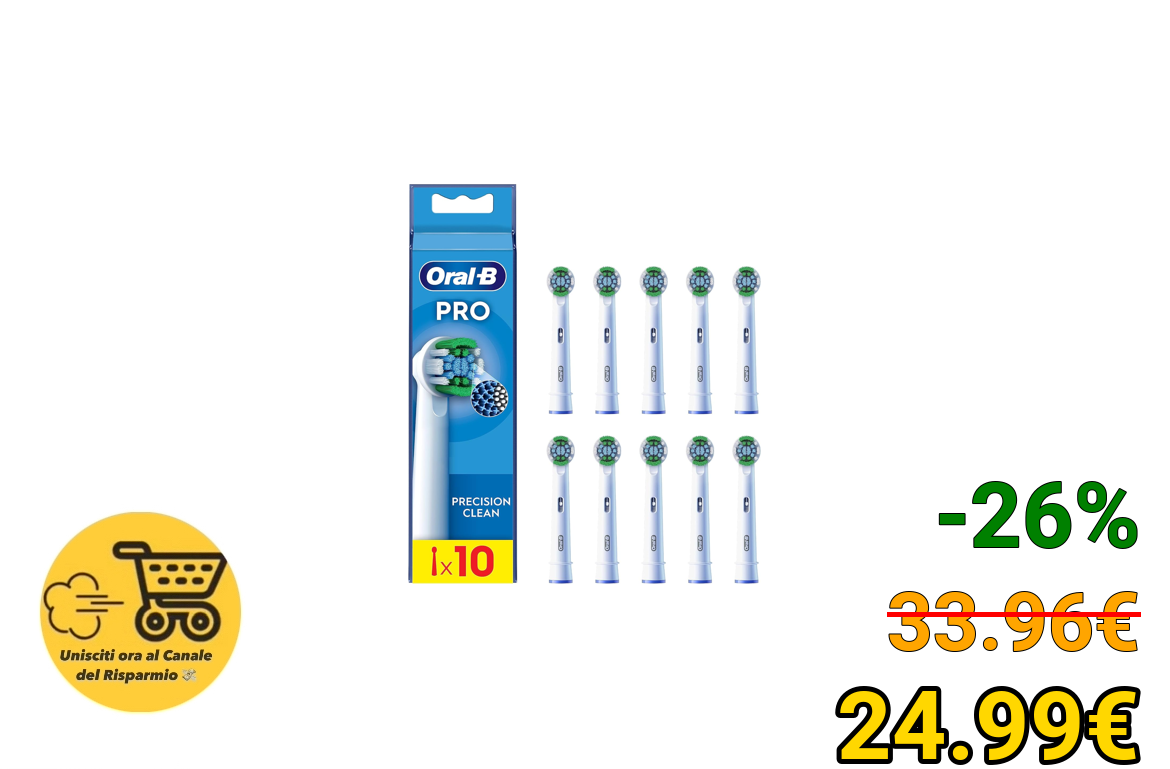 Oral-B
PRO
PRECISION
CLEAN
x10
-26%
33.96€
24.99€
Unisciti ora al Canale
del Risparmio